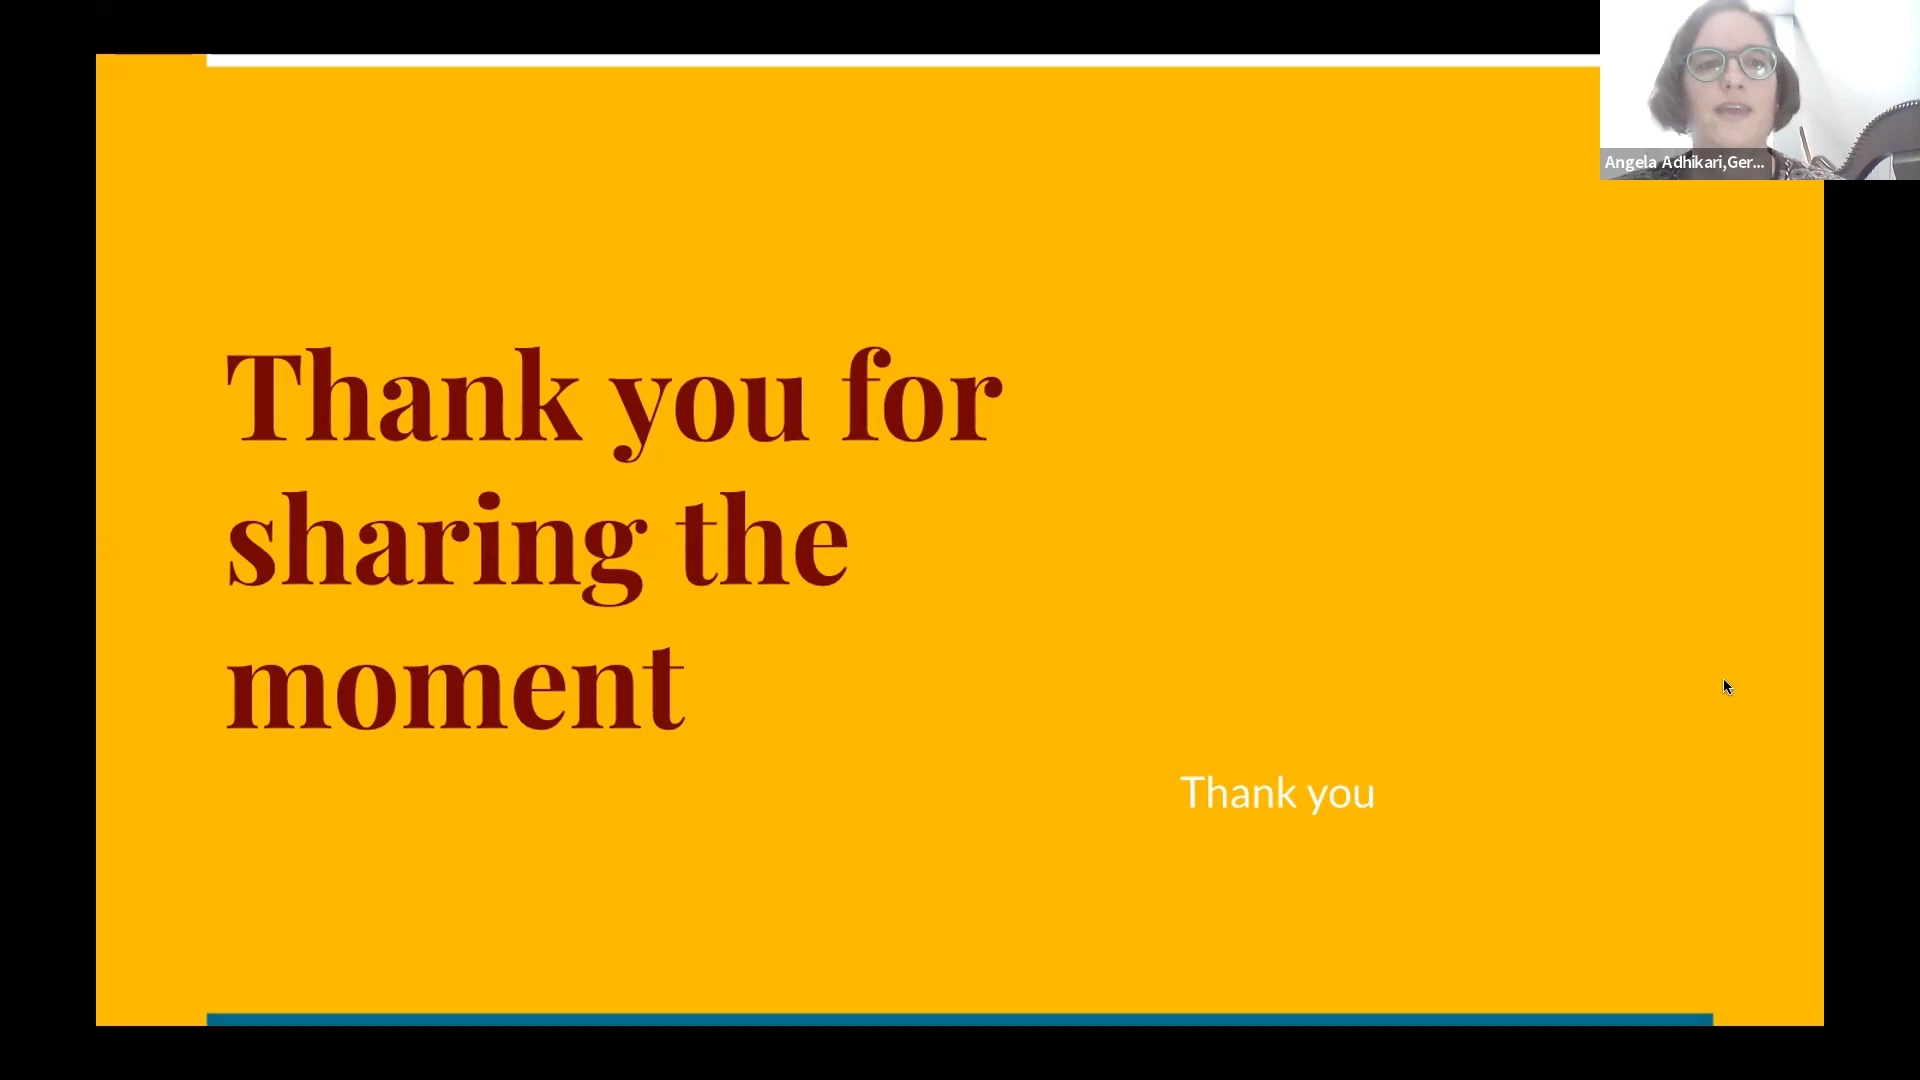 Angela Adhikari,Ger...
Thank you for
sharing the
moment
Thank you